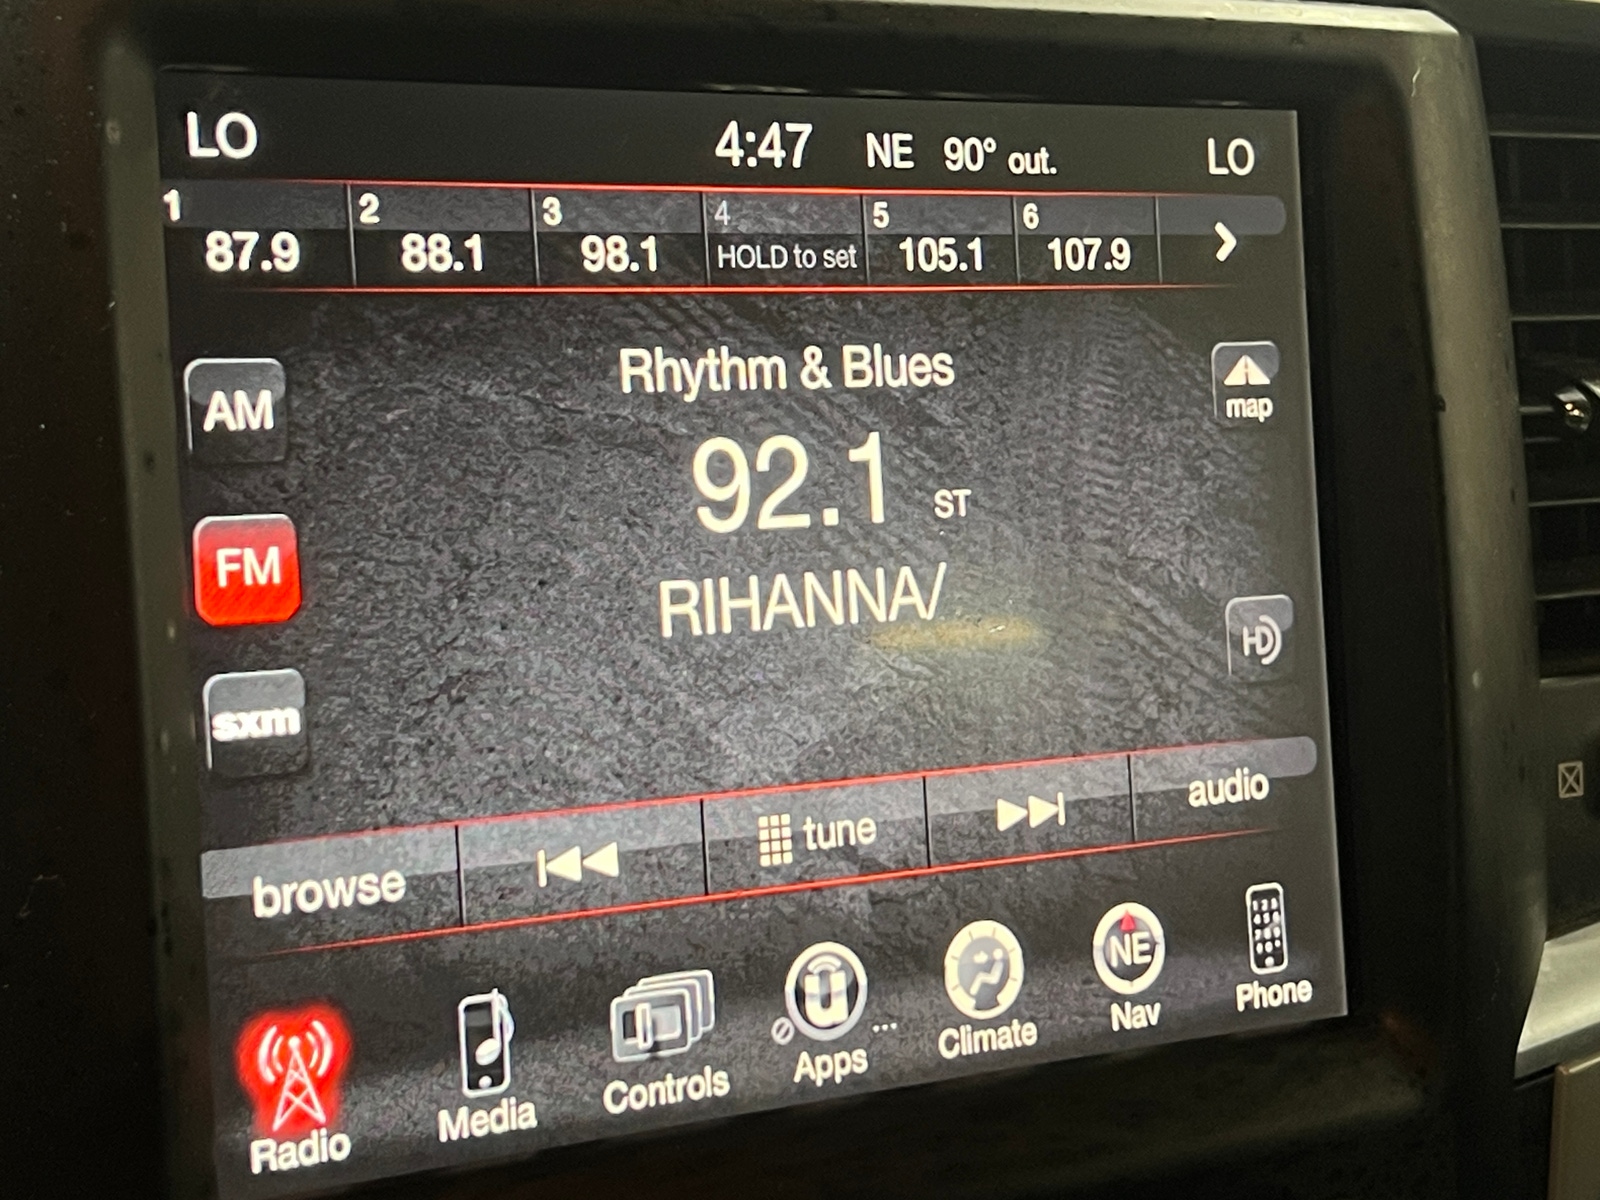 LO 4:47 NE 90° out. LO
1 2 3 4 5 6
87.9 88.1 98.1 HOLD to set 105.1 107.9
Rhythm & Blues
map
AM
92.1 ST
FM
RIHANNA/
HD
sxm
browse tune audio
NE
Radio Media Controls Apps ... Climate Nav Phone